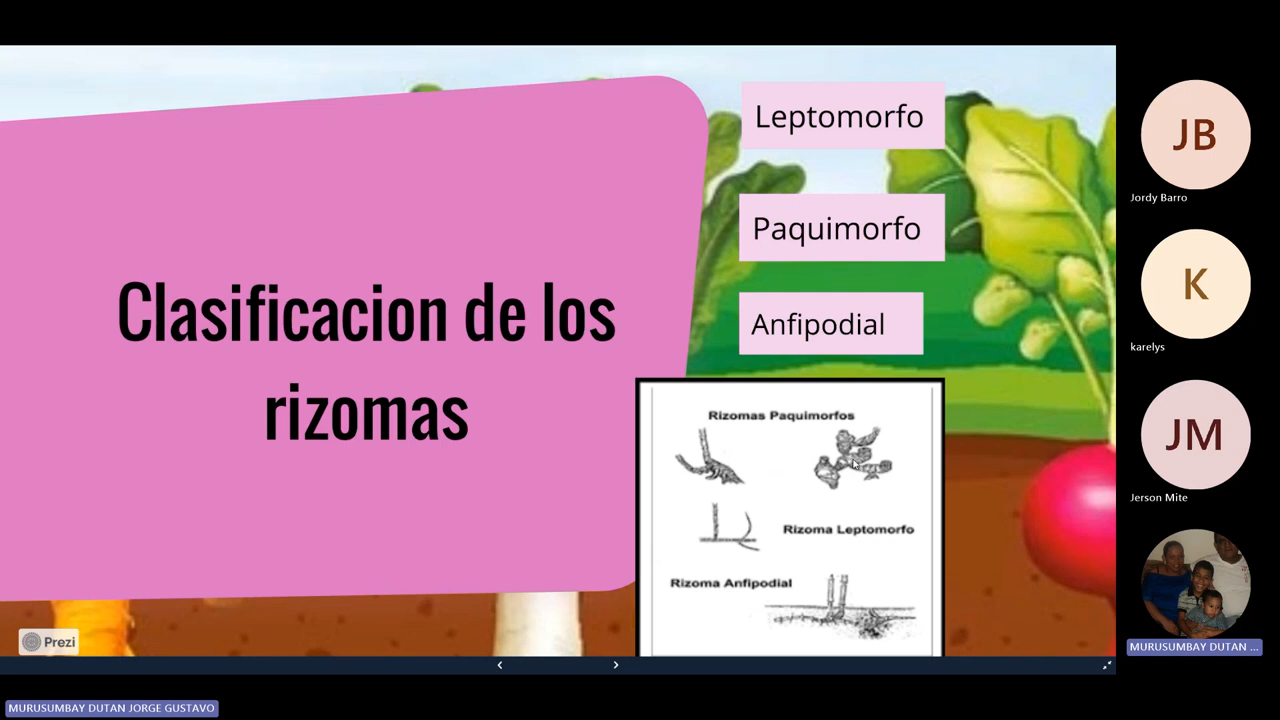 Clasificacion de los
rizomas
Leptomorfo
Paquimorfo
Anfipodial
Rizomas Paquimorfos
Rizoma Leptomorfo
Rizoma Anfipodial
Prezi
JB
Jordy Barro
K
karelys
JM
Jerson Mite
MURUSUMBAY DUTAN ...
MURUSUMBAY DUTAN JORGE GUSTAVO